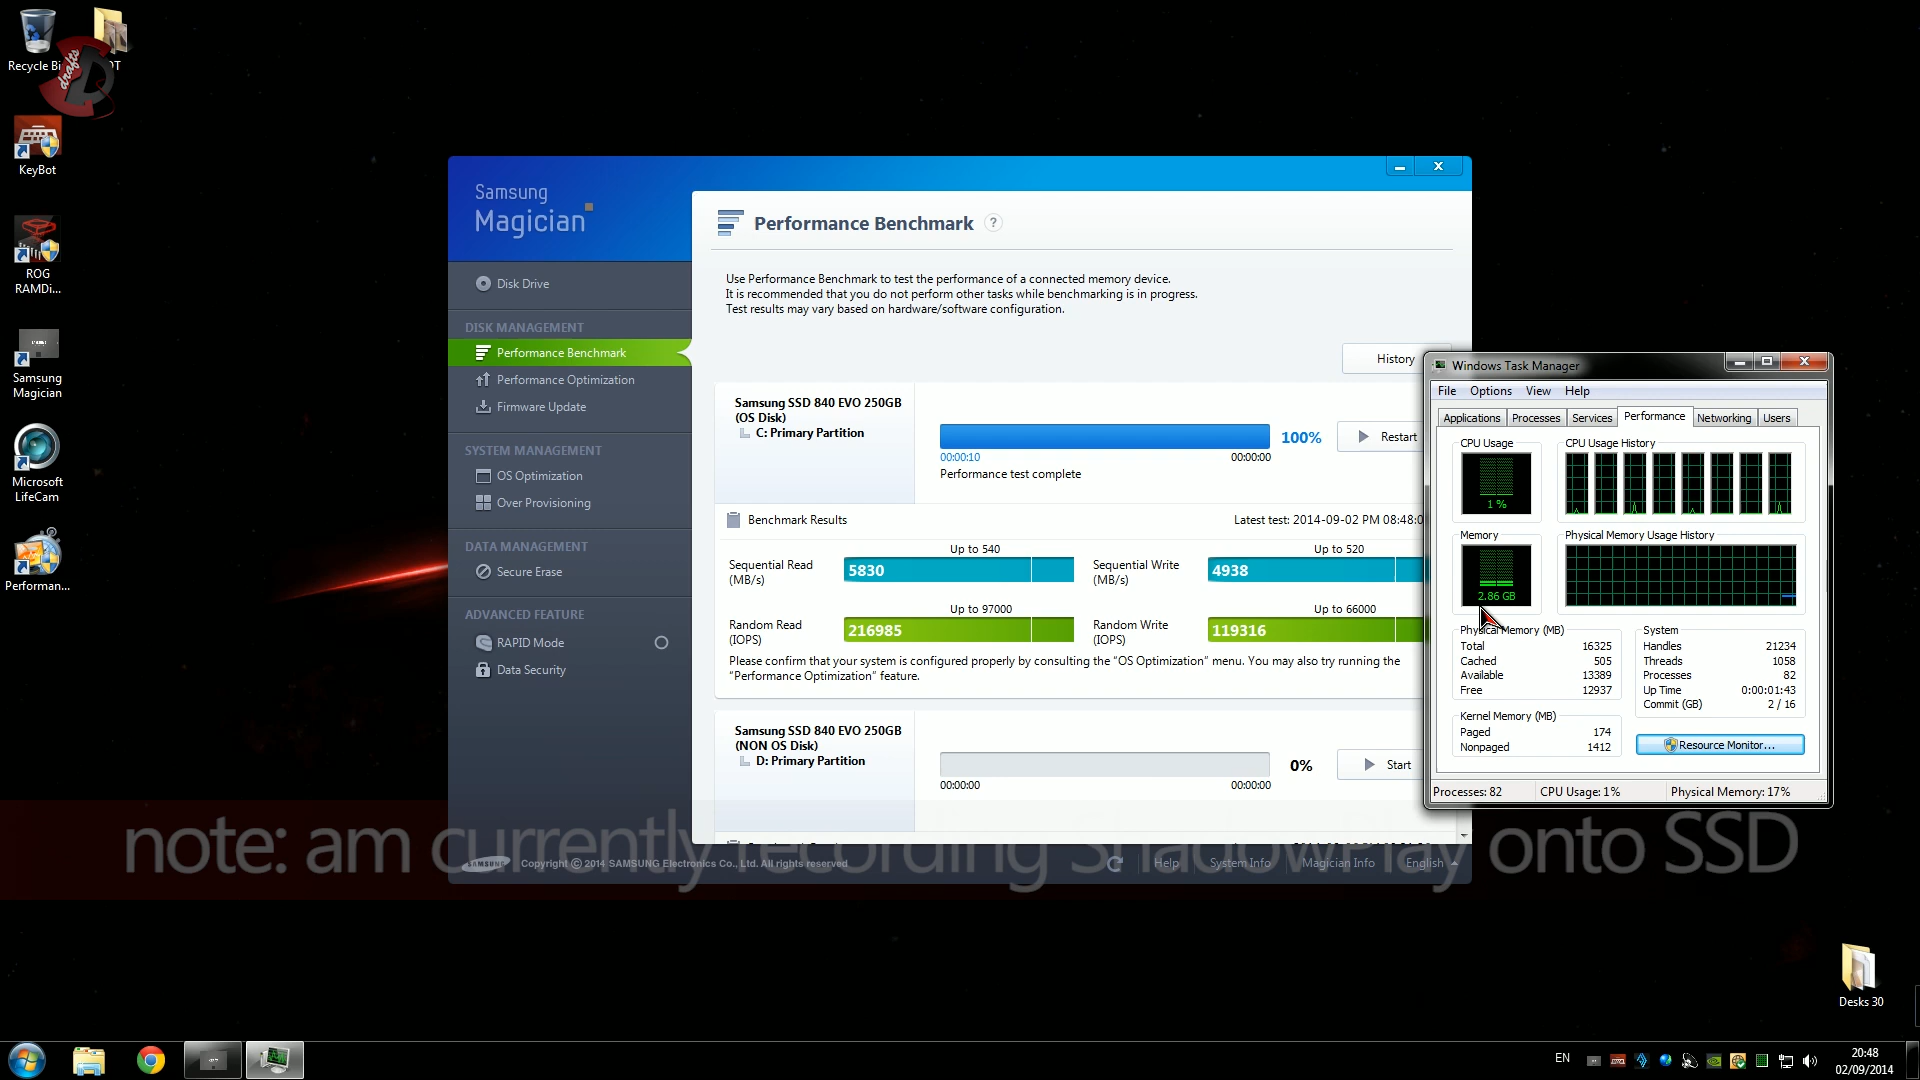 Recycle Bi
DT
drafts
KeyBot
ROG
RAMDi...
Samsung
Magician
Microsoft
LifeCam
Performan...
Samsung
Magician
Disk Drive
DISK MANAGEMENT
Performance Benchmark
Performance Optimization
Firmware Update
SYSTEM MANAGEMENT
OS Optimization
Over Provisioning
DATA MANAGEMENT
Secure Erase
ADVANCED FEATURE
RAPID Mode
Data Security
Performance Benchmark ?
Use Performance Benchmark to test the performance of a connected memory device.
It is recommended that you do not perform other tasks while benchmarking is in progress.
Test results may vary based on hardware/software configuration.
History
Samsung SSD 840 EVO 250GB
(OS Disk)
C: Primary Partition
100%
Restart
00:00:10 00:00:00
Performance test complete
Benchmark Results
Latest test: 2014-09-02 PM 08:48:0
Up to 540
Sequential Read
(MB/s)
5830
Up to 520
Sequential Write
(MB/s)
4938
Up to 97000
Random Read
(IOPS)
216985
Up to 66000
Random Write
(IOPS)
119316
Please confirm that your system is configured properly by consulting the "OS Optimization" menu. You may also try running the
"Performance Optimization" feature.
Samsung SSD 840 EVO 250GB
(NON OS Disk)
D: Primary Partition
0%
Start
00:00:00 00:00:00
Windows Task Manager
File Options View Help
Applications Processes Services Performance Networking Users
CPU Usage
1 %
CPU Usage History
Memory
2.86 GB
Physical Memory Usage History
Physical Memory (MB)
Total 16325
Cached 505
Available 13389
Free 12937
Kernel Memory (MB)
Paged 174
Nonpaged 1412
System
Handles 21234
Threads 1058
Processes 82
Up Time 0:00:01:43
Commit (GB) 2 / 16
Resource Monitor...
Processes: 82 CPU Usage: 1% Physical Memory: 17%
note: am currently recording ShadowPlay onto SSD
SAMSUNG Copyright © 2014 SAMSUNG Electronics Co., Ltd. All rights reserved
Help System Info Magician Info English
Desks 30
EN
20:48
02/09/2014